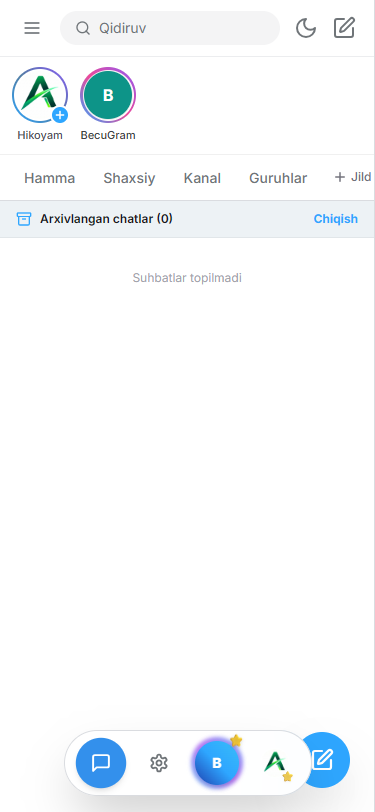 Qidiruv
B
Hikoyam
BecuGram
Hamma Shaxsiy Kanal Guruhlar + Jild
Arxivlangan chatlar (0) Chiqish
Suhbatlar topilmadi
B